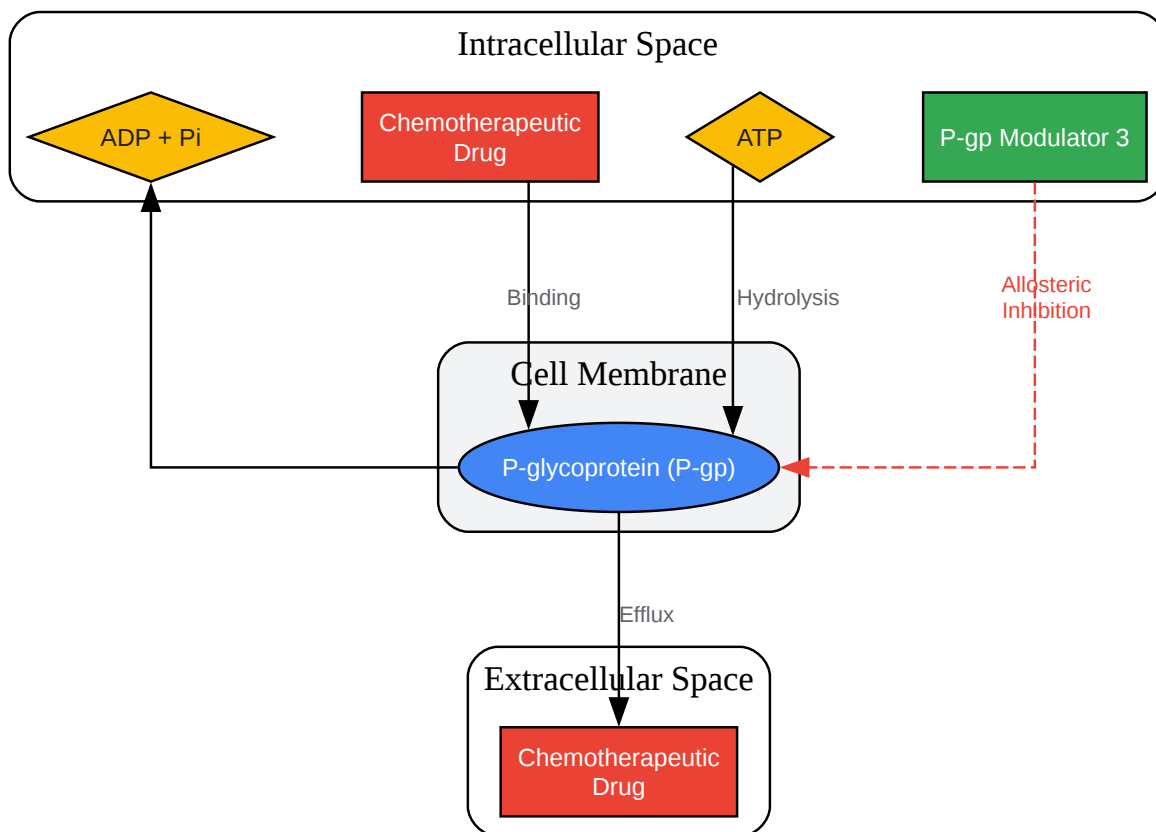 Intracellular Space
ADP + Pi
Chemotherapeutic
Drug
ATP
P-gp Modulator 3
Binding
Hydrolysis
Allosteric
Inhibition
Cell Membrane
P-glycoprotein (P-gp)
Efflux
Extracellular Space
Chemotherapeutic
Drug